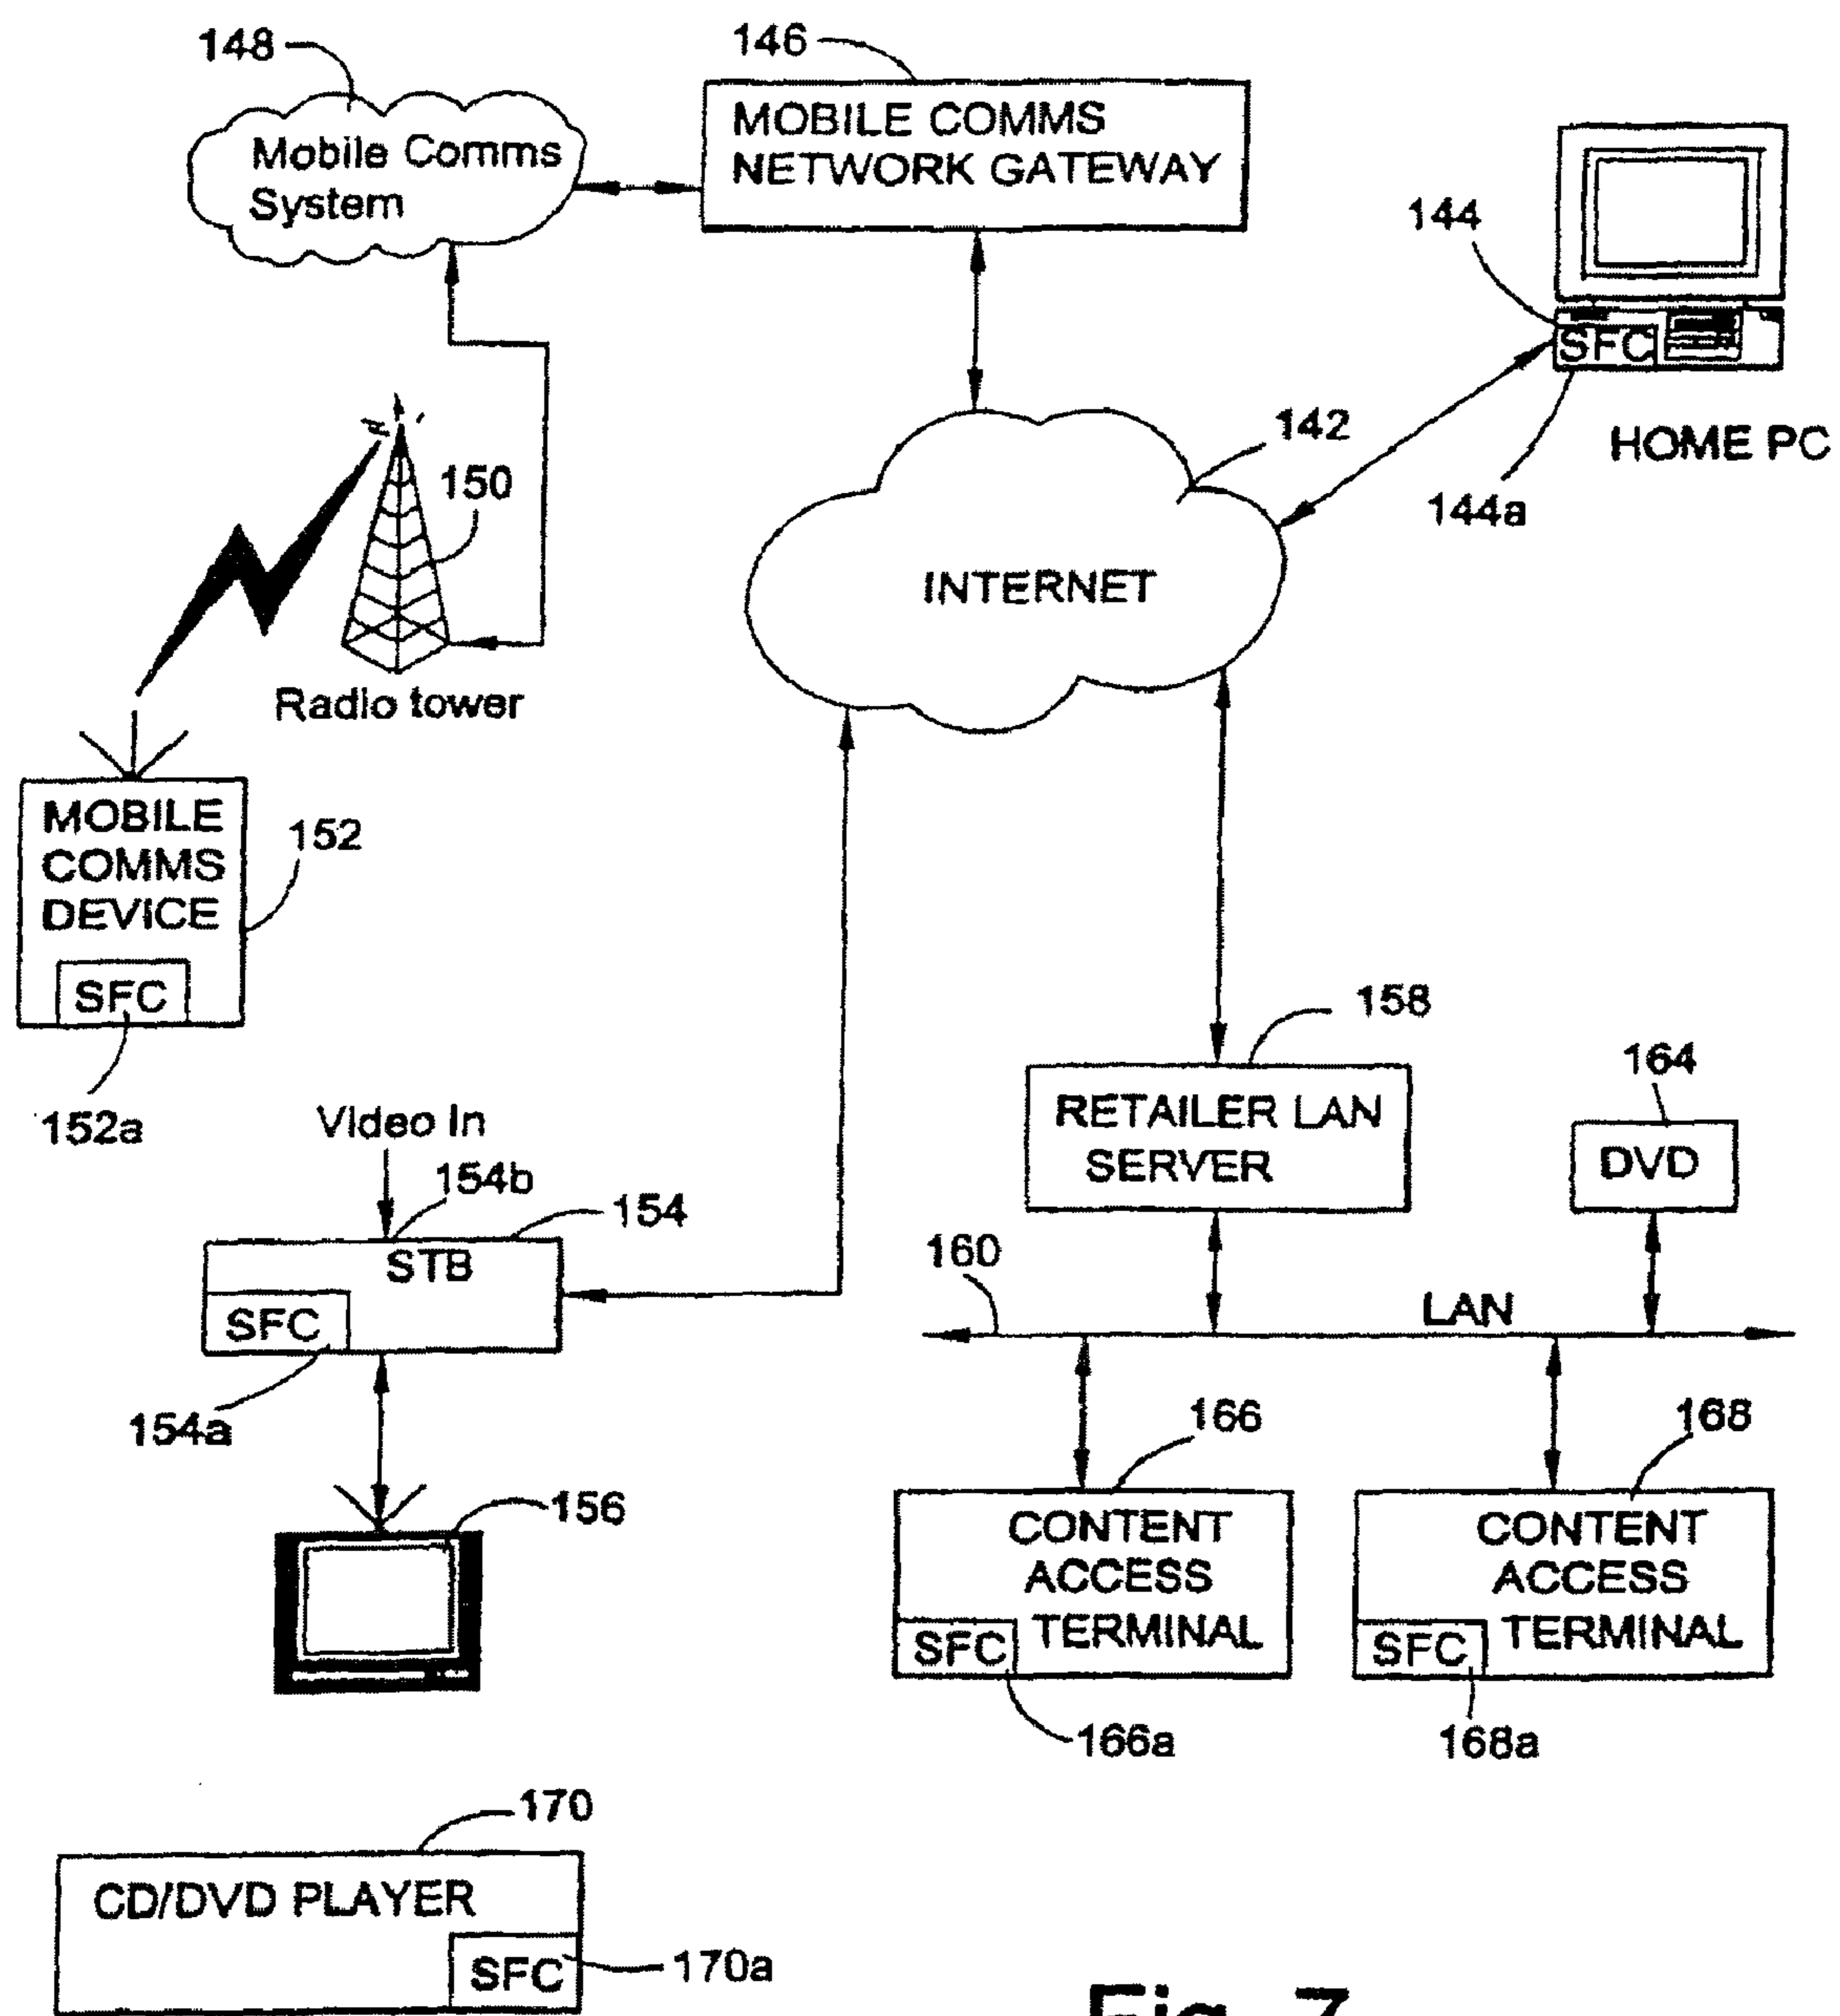 148
146
Mobile Comms
System
MOBILE COMMS
NETWORK GATEWAY
144
SFC
142
HOME PC
144a
150
INTERNET
Radio tower
MOBILE
COMMS
DEVICE
152
SFC
152a
158
164
RETAILER LAN
SERVER
DVD
Video In
154b
154
STB
SFC
154a
160
LAN
156
166
168
CONTENT
ACCESS
TERMINAL
SFC
166a
CONTENT
ACCESS
TERMINAL
SFC
168a
170
CD/DVD PLAYER
SFC
170a
Fig. 7